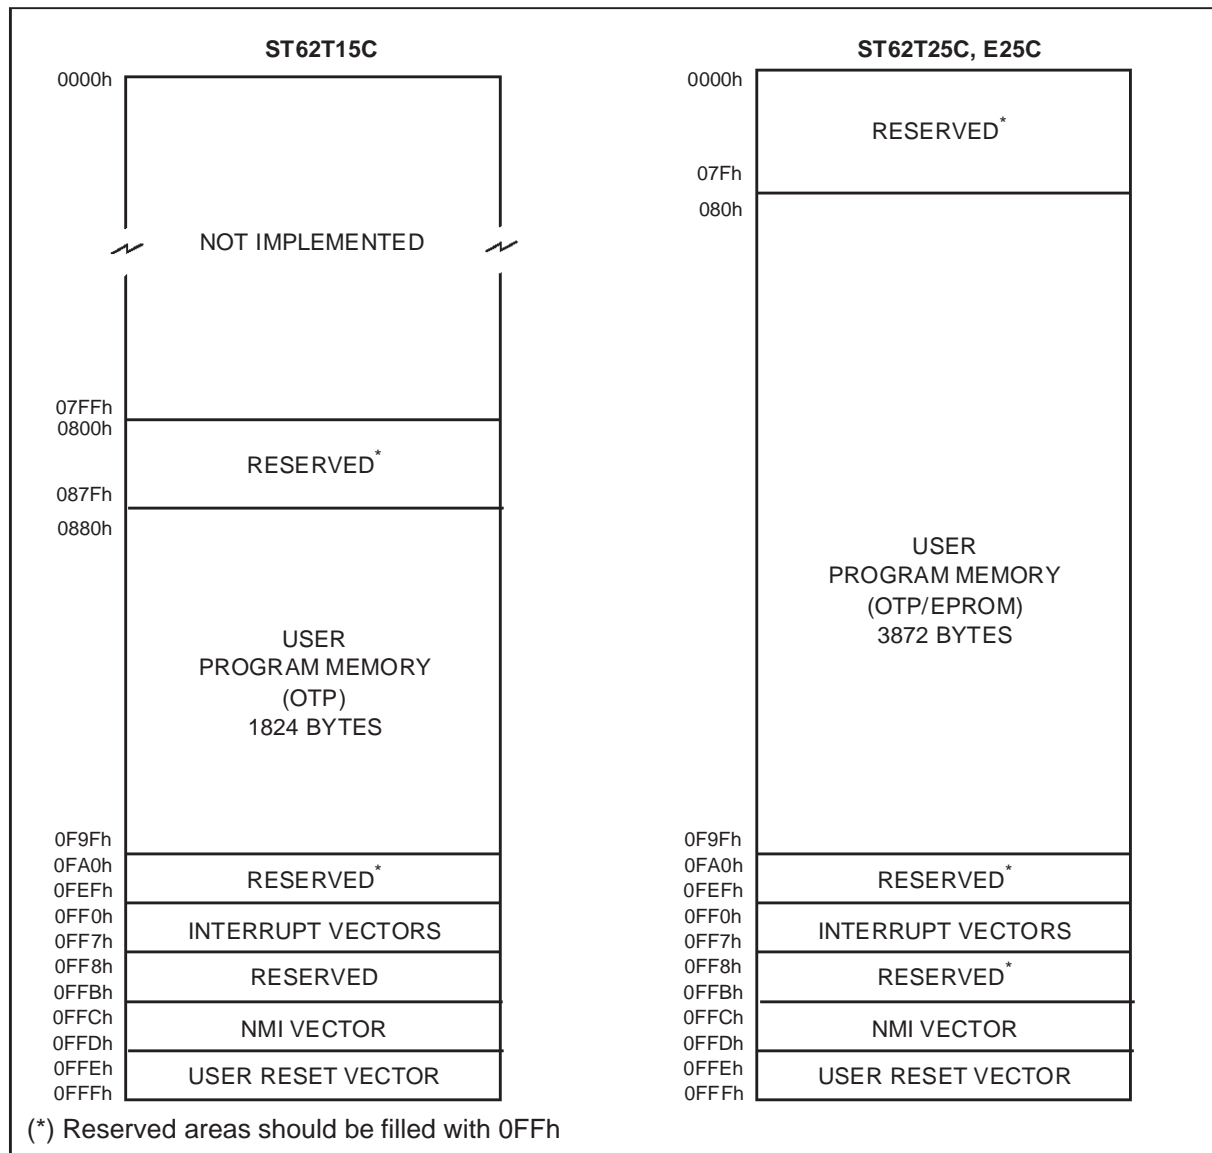 ST62T15C
0000h
NOT IMPLEMENTED
07FFh
0800h
RESERVED*
087Fh
0880h
USER
PROGRAM MEMORY
(OTP)
1824 BYTES
0F9Fh
0FA0h
RESERVED*
0FEFh
0FF0h
INTERRUPT VECTORS
0FF7h
0FF8h
RESERVED
0FFBh
0FFCh
NMI VECTOR
0FFDh
0FFEh
USER RESET VECTOR
0FFFh
ST62T25C, E25C
0000h
RESERVED*
07Fh
080h
USER
PROGRAM MEMORY
(OTP/EPROM)
3872 BYTES
0F9Fh
0FA0h
RESERVED*
0FEFh
0FF0h
INTERRUPT VECTORS
0FF7h
0FF8h
RESERVED*
0FFBh
0FFCh
NMI VECTOR
0FFDh
0FFEh
USER RESET VECTOR
0FFFh
(*) Reserved areas should be filled with 0FFh